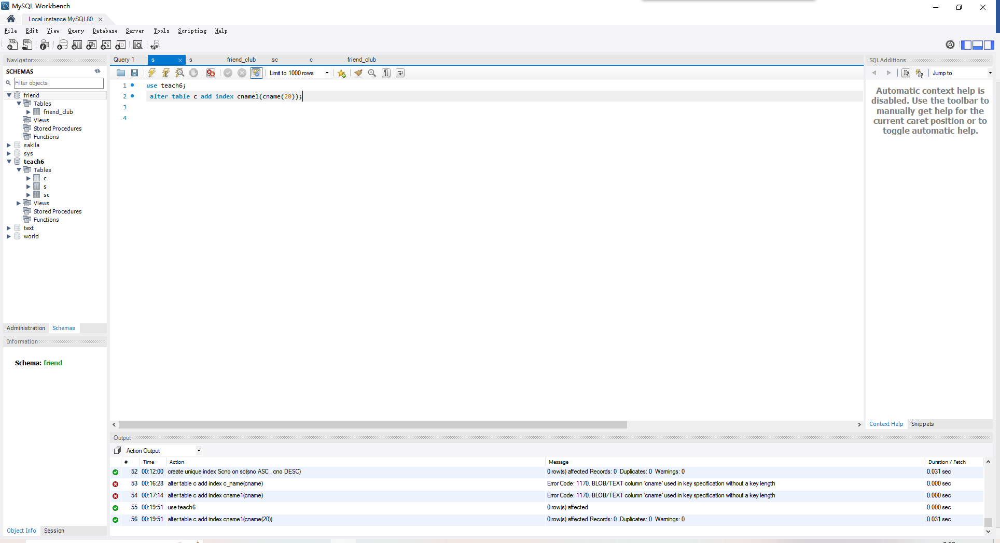 MySQL Workbench
Local instance MySQL80
File Edit View Query Database Server Tools Scripting Help
Navigator
SCHEMAS
Filter objects
friend
Tables
friend_club
Views
Stored Procedures
Functions
sakila
sys
teach6
Tables
c
s
sc
Views
Stored Procedures
Functions
text
world
Administration Schemas
Information
Schema: friend
Object Info Session
Query 1 s s friend_club sc c friend_club
Limit to 1000 rows
1 use teach6;
2 alter table c add index cname1(cname(20));
3
4
SQLAdditions
Jump to
Automatic context help is
disabled. Use the toolbar to
manually get help for the
current caret position or to
toggle automatic help.
Context Help Snippets
Output
Action Output
# Time Action Message Duration / Fetch
52 00:12:00 create unique index Scno on sc(sno ASC , cno DESC) 0 row(s) affected Records: 0 Duplicates: 0 Warnings: 0 0.031 sec
53 00:16:28 alter table c add index c_name(cname) Error Code: 1170. BLOB/TEXT column 'cname' used in key specification without a key length 0.000 sec
54 00:17:14 alter table c add index cname1(cname) Error Code: 1170. BLOB/TEXT column 'cname' used in key specification without a key length 0.000 sec
55 00:19:51 use teach6 0 row(s) affected 0.000 sec
56 00:19:51 alter table c add index cname1(cname(20)) 0 row(s) affected Records: 0 Duplicates: 0 Warnings: 0 0.031 sec